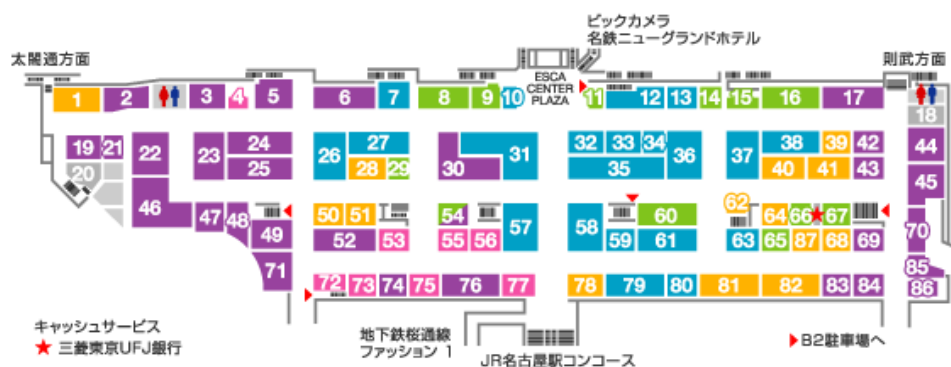 ビックカメラ
名鉄ニューグランドホテル
太閤通方面
則武方面
ESCA
CENTER
PLAZA
1 2 3 4 5 6 7 8 9 10 11 12 13 14 15 16 17
18
19 21 22 23 24 26 27 30 31 32 33 34 36 37 38 39 42 44
20 25 28 29 35 40 41 43 45
46 47 48 49 50 51 54 57 58 60 62 64 66 67 70
52 53 55 56 59 61 63 65 87 68 69
71 72 73 74 75 76 77 78 79 80 81 82 83 84 85
86
キャッシュサービス
★ 三菱東京UFJ銀行
地下鉄桜通線
ファッション 1
JR名古屋駅コンコース
B2駐車場へ